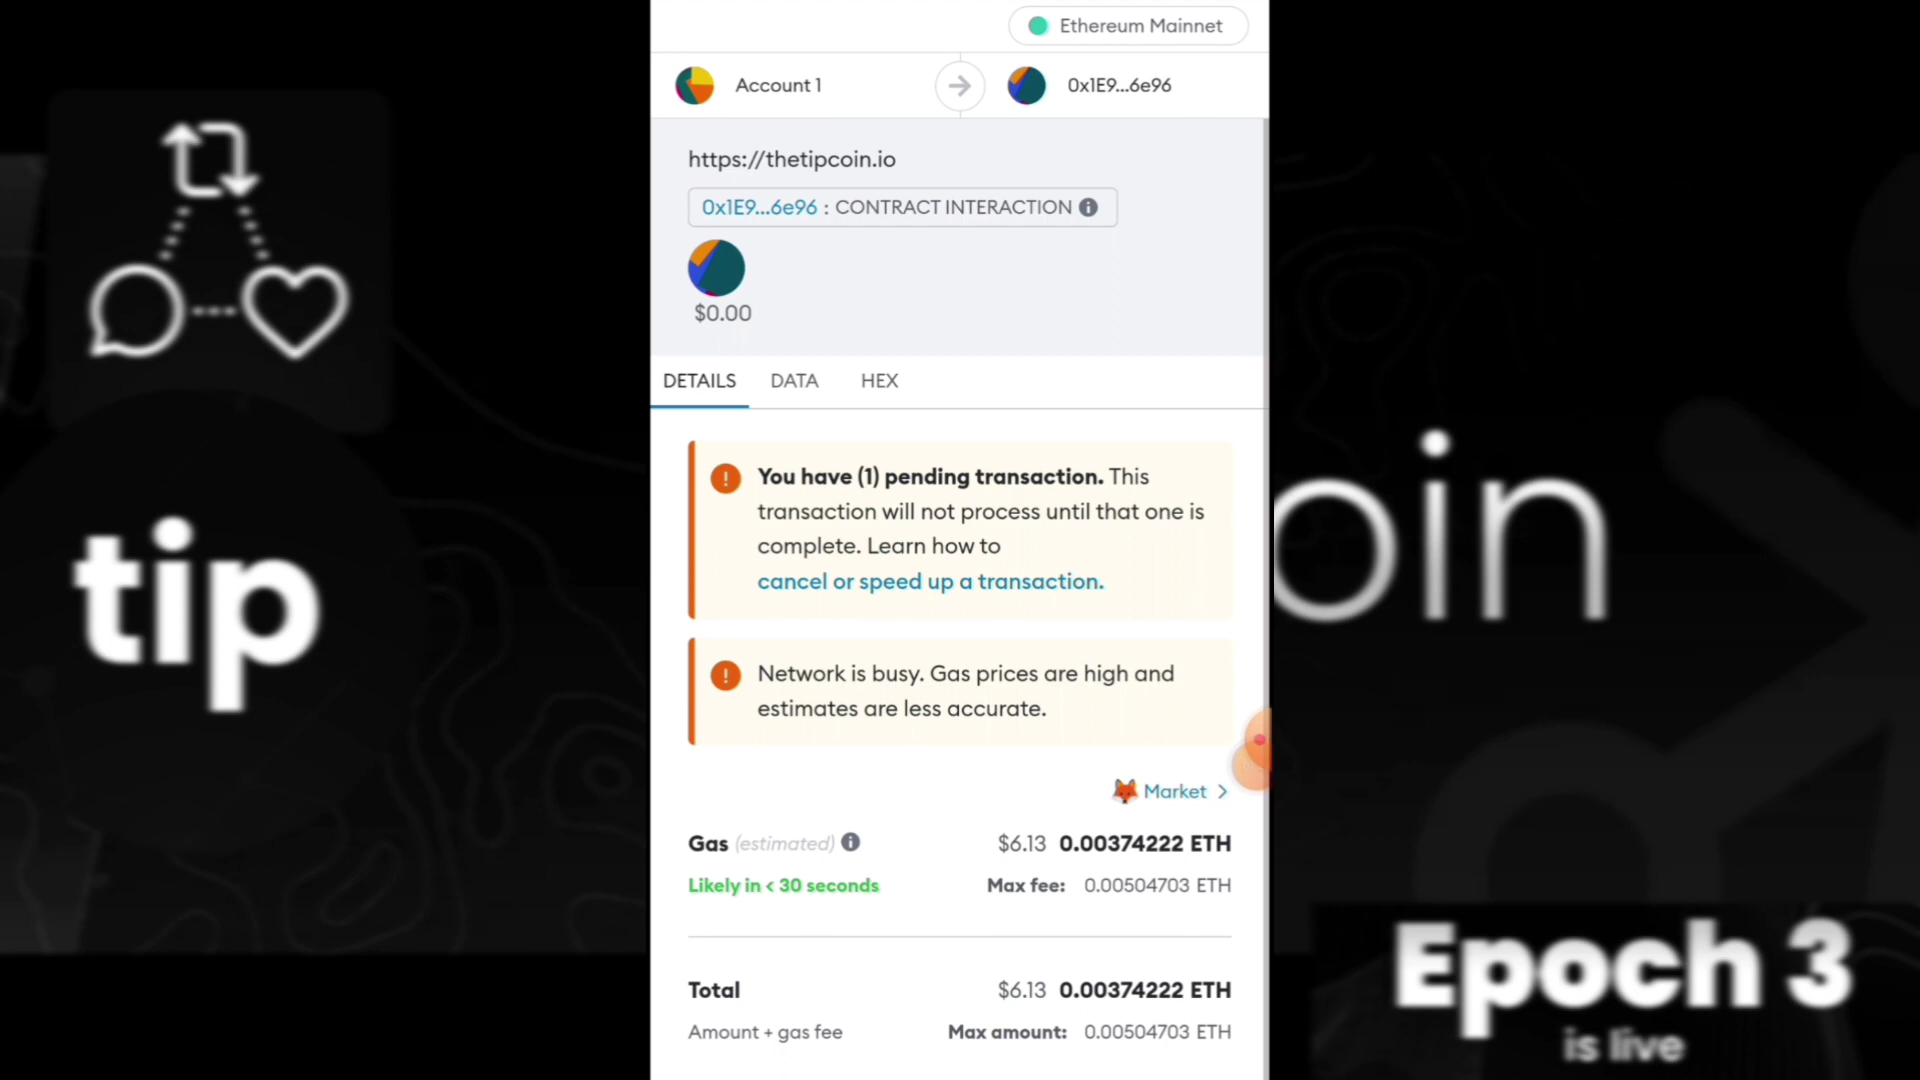 Ethereum Mainnet
Account 1
0x1E9...6e96
https://thetipcoin.io
0x1E9...6e96 : CONTRACT INTERACTION
$0.00
DETAILS DATA HEX
You have (1) pending transaction. This
transaction will not process until that one is
complete. Learn how to
cancel or speed up a transaction.
Network is busy. Gas prices are high and
estimates are less accurate.
Market >
Gas (estimated) $6.13 0.00374222 ETH
Likely in < 30 seconds Max fee: 0.00504703 ETH
Total $6.13 0.00374222 ETH
Amount + gas fee Max amount: 0.00504703 ETH
tip
oin
Epoch 3
is live